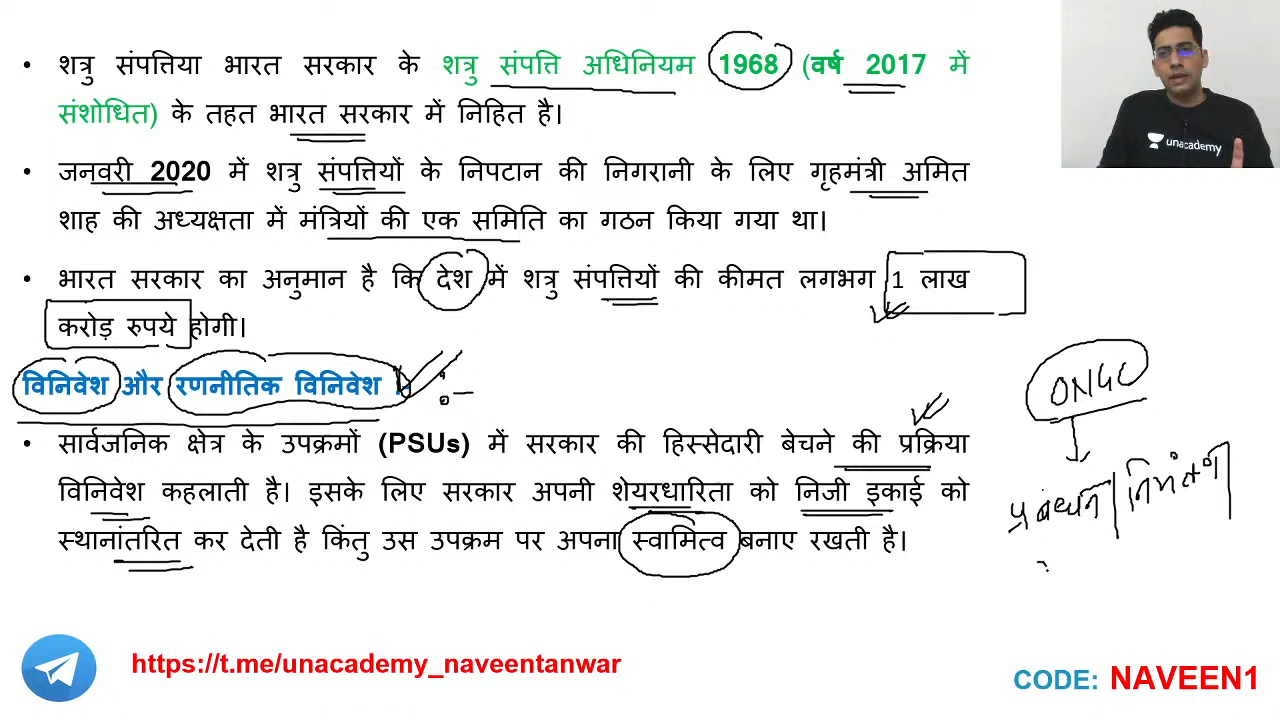 • शत्रु संपत्तिया भारत सरकार के शत्रु संपत्ति अधिनियम 1968 (वर्ष 2017 में
संशोधित) के तहत भारत सरकार में निहित है।
• जनवरी 2020 में शत्रु संपत्तियों के निपटान की निगरानी के लिए गृहमंत्री अमित
शाह की अध्यक्षता में मंत्रियों की एक समिति का गठन किया गया था।
• भारत सरकार का अनुमान है कि देश में शत्रु संपत्तियों की कीमत लगभग 1 लाख
करोड़ रुपये होगी।
विनिवेश और रणनीतिक विनिवेश :-
• सार्वजनिक क्षेत्र के उपक्रमों (PSUs) में सरकार की हिस्सेदारी बेचने की प्रक्रिया
विनिवेश कहलाती है। इसके लिए सरकार अपनी शेयरधारिता को निजी इकाई को
स्थानांतरित कर देती है किंतु उस उपक्रम पर अपना स्वामित्व बनाए रखती है।
unacademy
ONGC
प्रबंधन नियंत्रण
https://t.me/unacademy_naveentanwar
CODE: NAVEEN1